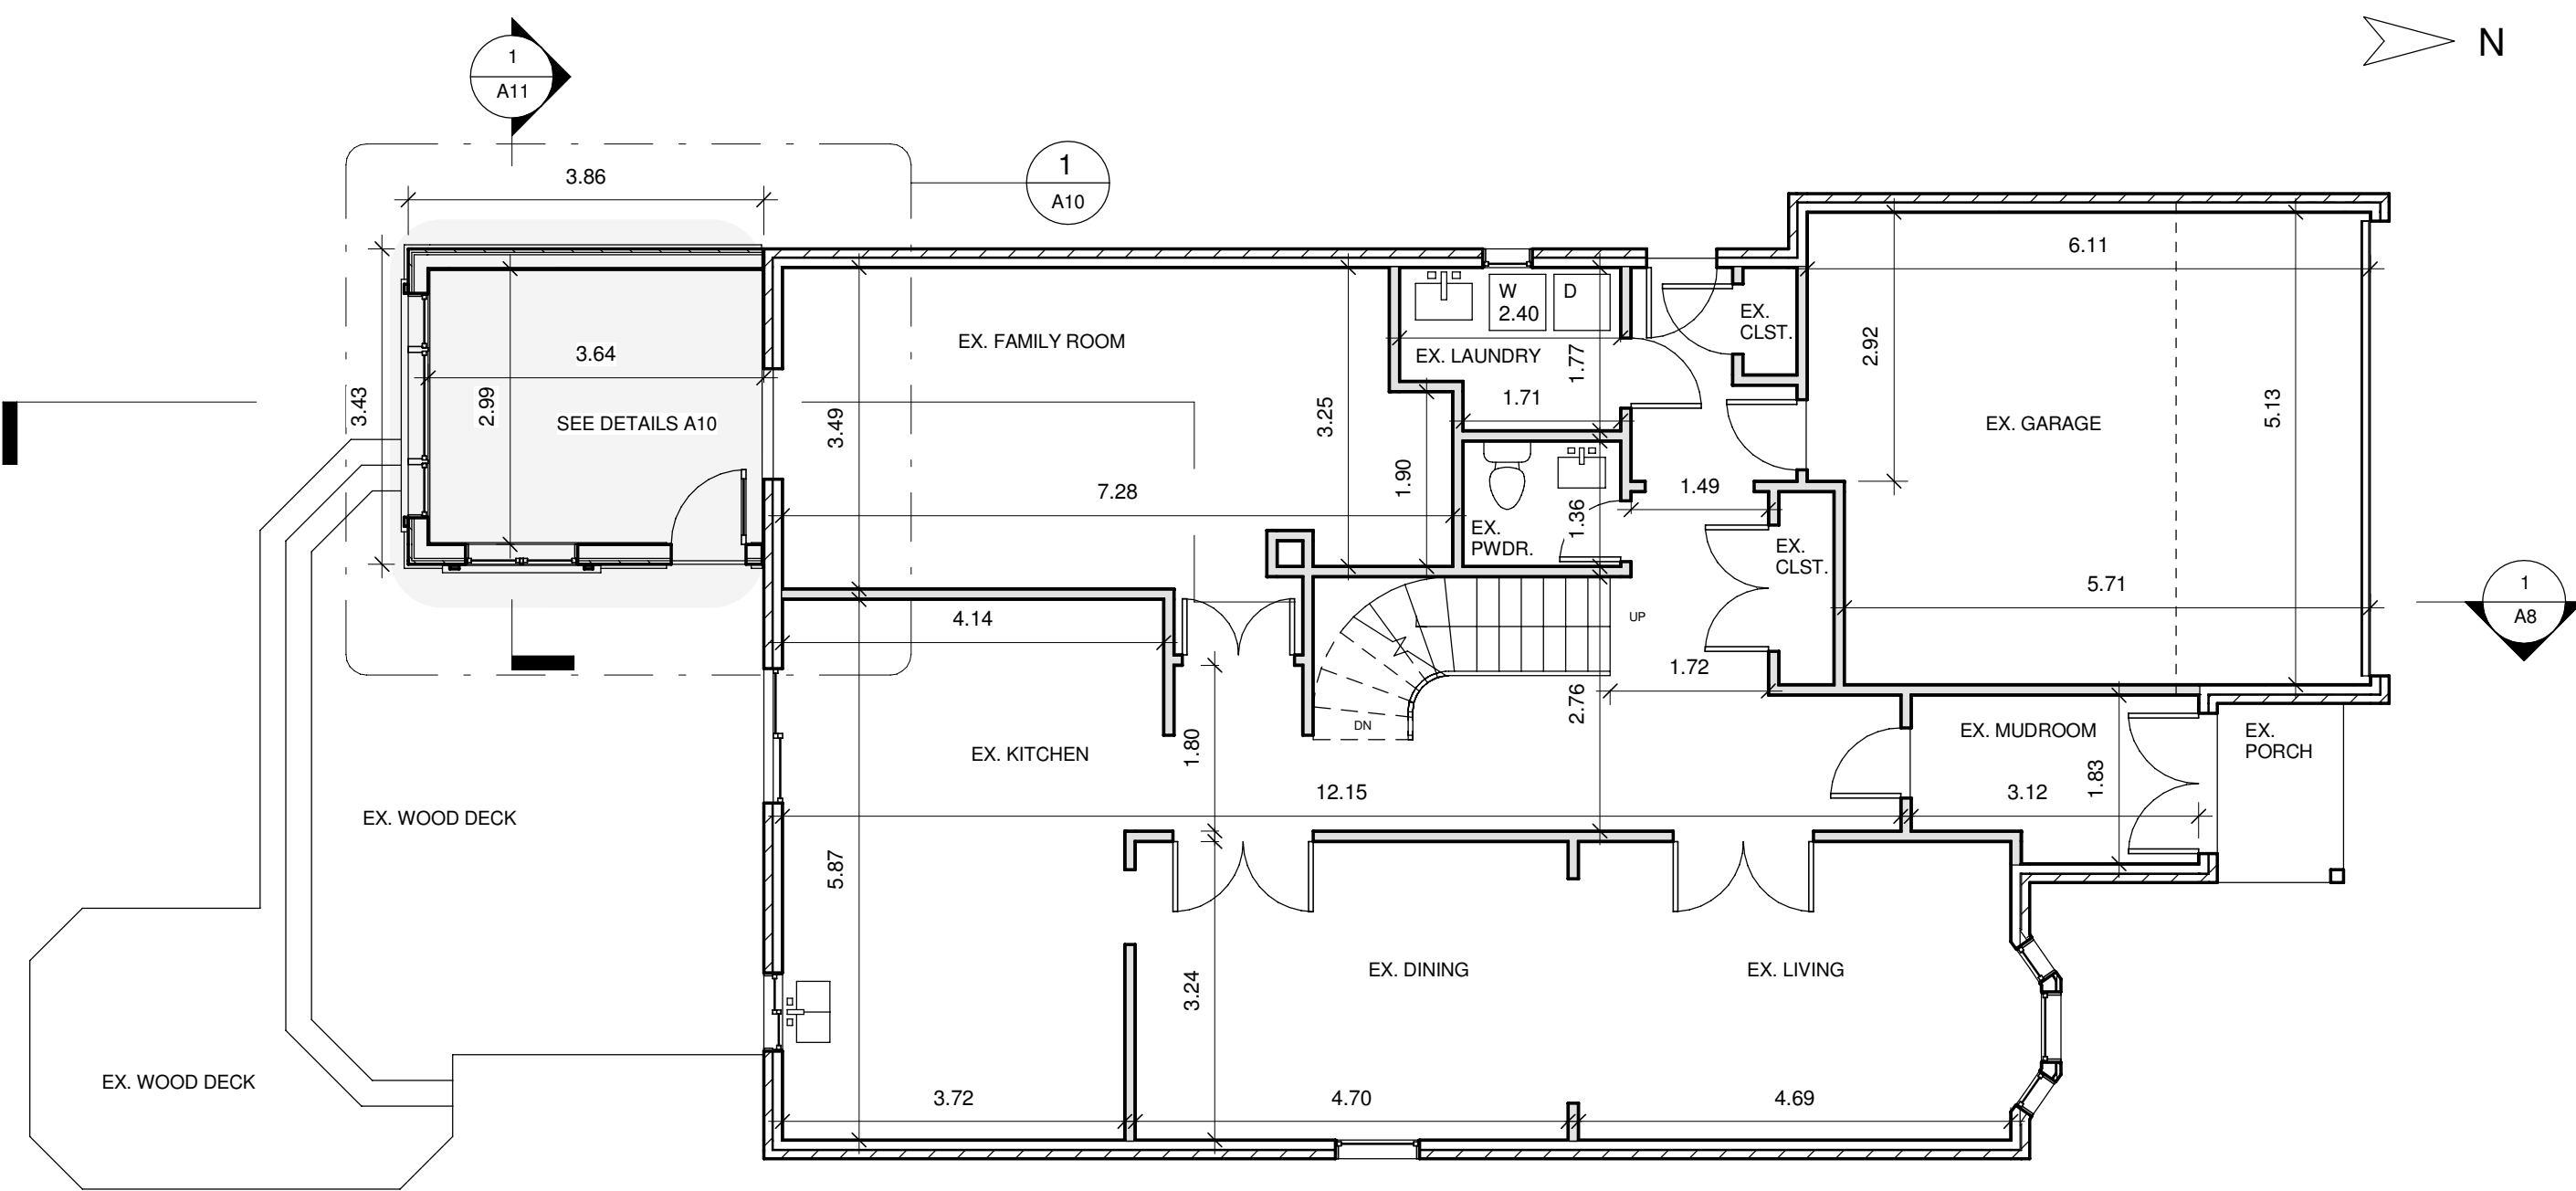 N
1
A11
3.86
1
A10
6.11
W
D
2.40
EX.
CLST.
EX. FAMILY ROOM
3.64
EX. LAUNDRY
1.77
2.92
3.43
2.99
SEE DETAILS A10
3.49
3.25
1.71
EX. GARAGE
5.13
7.28
1.90
1.49
EX.
PWDR.
1.36
EX.
CLST.
5.71
1
A8
4.14
UP
1.72
2.76
DN
1.80
EX. KITCHEN
EX. MUDROOM
EX.
PORCH
1.83
12.15
3.12
EX. WOOD DECK
5.87
EX. DINING
EX. LIVING
3.24
EX. WOOD DECK
3.72
4.70
4.69